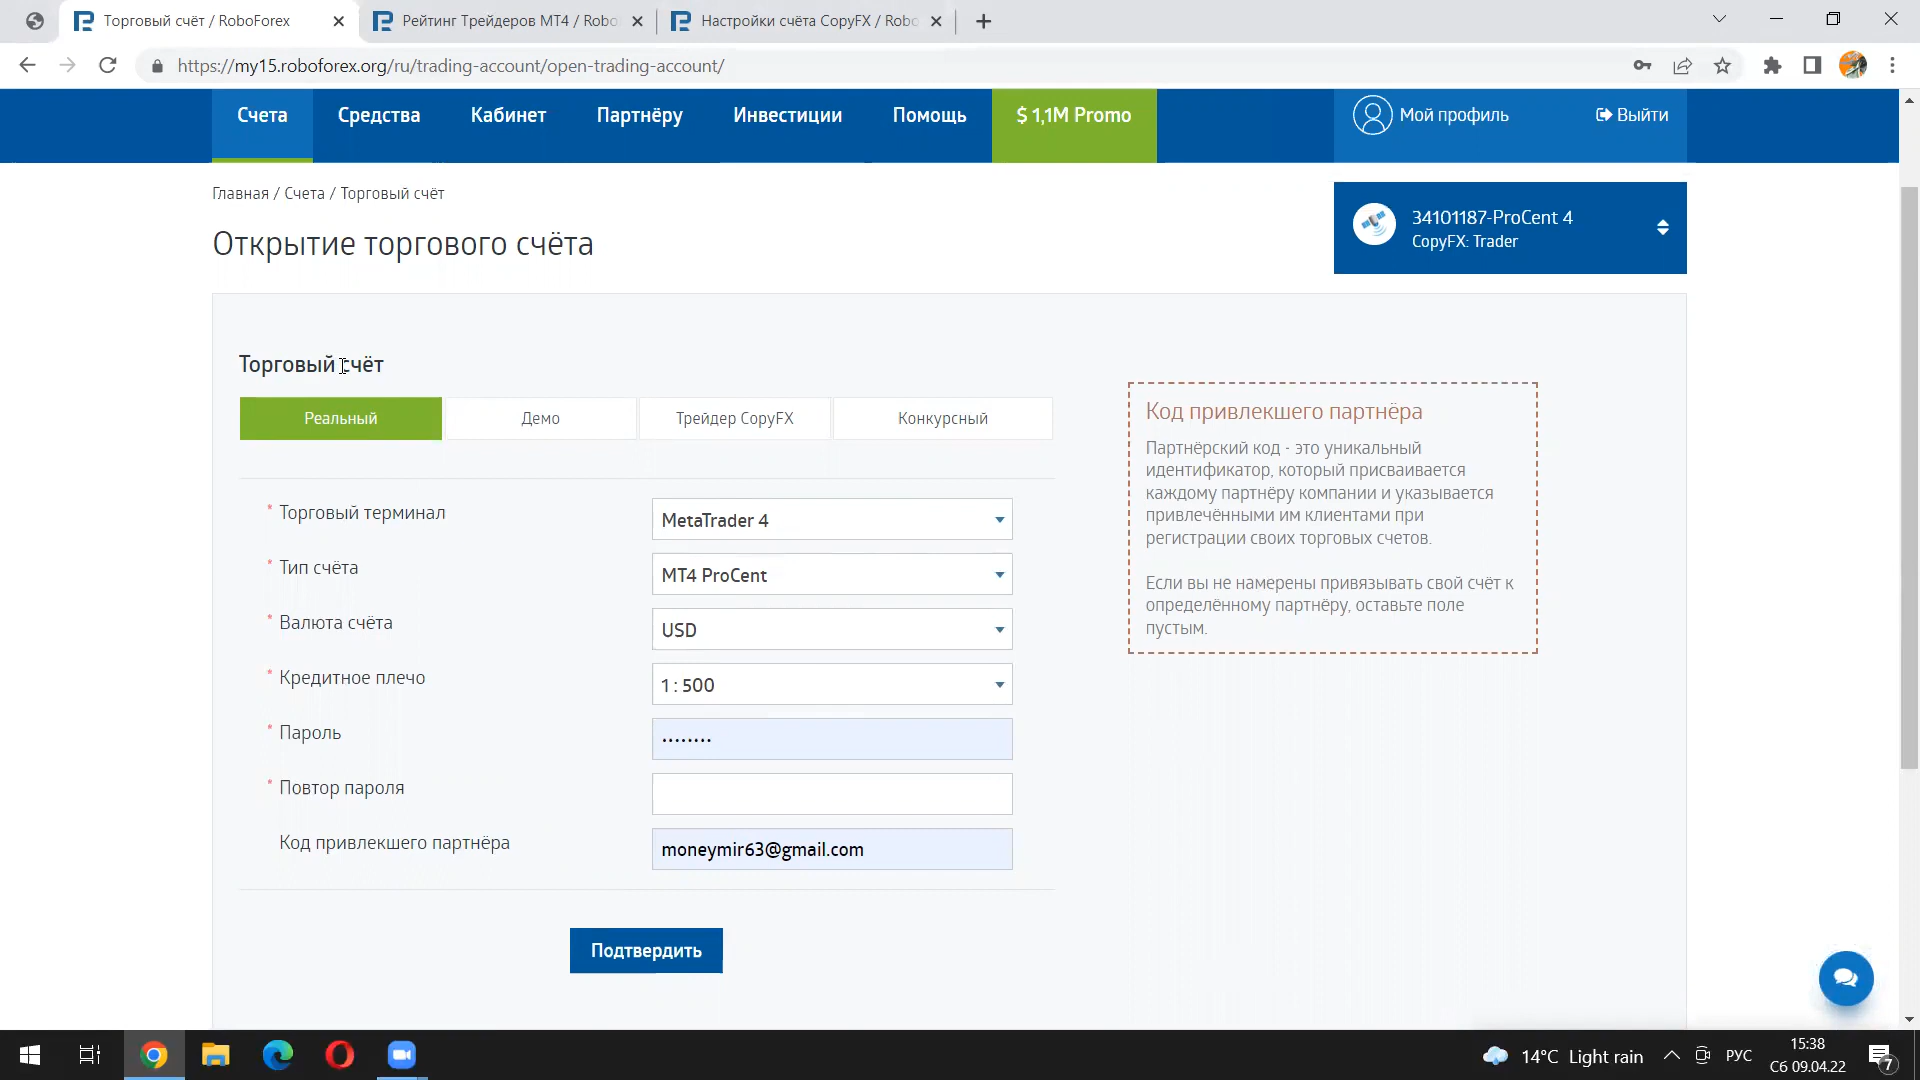 Торговый счёт / RoboForex
Рейтинг Трейдеров МТ4 / Robo
Настройки счёта CopyFX / Robo
https://my15.roboforex.org/ru/trading-account/open-trading-account/
Счета
Средства
Кабинет
Партнёру
Инвестиции
Помощь
$ 1,1M Promo
Мой профиль
Выйти
Главная / Счета / Торговый счёт
Открытие торгового счёта
34101187-ProCent 4
CopyFX: Trader
Торговый счёт
Реальный
Демо
Трейдер CopyFX
Конкурсный
* Торговый терминал
MetaTrader 4
* Тип счёта
MT4 ProCent
* Валюта счёта
USD
* Кредитное плечо
1 : 500
* Пароль
••••••••
* Повтор пароля
Код привлекшего партнёра
moneymir63@gmail.com
Подтвердить
Код привлекшего партнёра
Партнёрский код - это уникальный
идентификатор, который присваивается
каждому партнёру компании и указывается
привлечёнными им клиентами при
регистрации своих торговых счетов.
Если вы не намерены привязывать свой счёт к
определённому партнёру, оставьте поле
пустым.
14°C Light rain
РУС
15:38
Сб 09.04.22
7